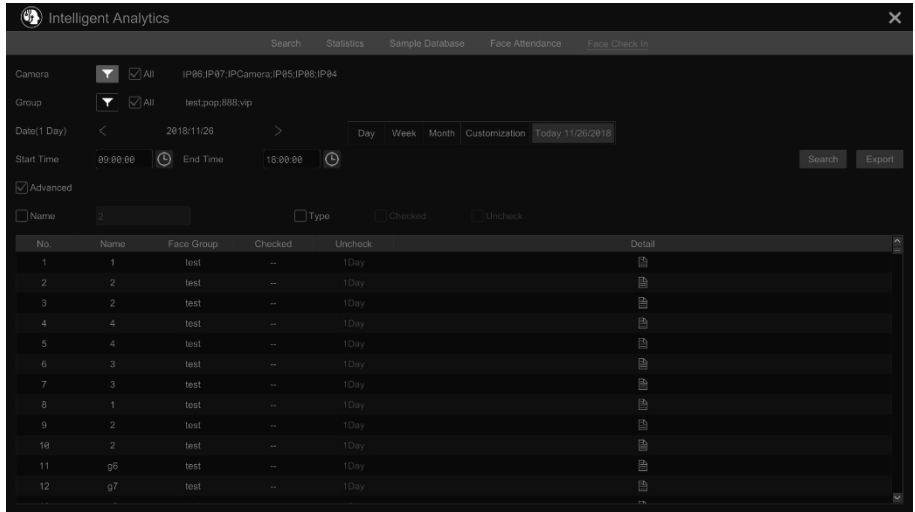 Intelligent Analytics
Search Statistics Sample Database Face Attendance Face Check In
Camera All IP06;IP07;IPCamera;IP05;IP08;IP04
Group All test;pop;888;vip
Date(1 Day) < 2018/11/26 > Day Week Month Customization Today 11/26/2018
Start Time 09:00:00 End Time 18:00:00 Search Export
Advanced
Name 2 Type Checked Uncheck
No. Name Face Group Checked Uncheck Detail
1 1 test -- 1Day
2 2 test -- 1Day
3 2 test -- 1Day
4 4 test -- 1Day
5 4 test -- 1Day
6 3 test -- 1Day
7 3 test -- 1Day
8 1 test -- 1Day
9 2 test -- 1Day
10 2 test -- 1Day
11 g6 test -- 1Day
12 g7 test -- 1Day